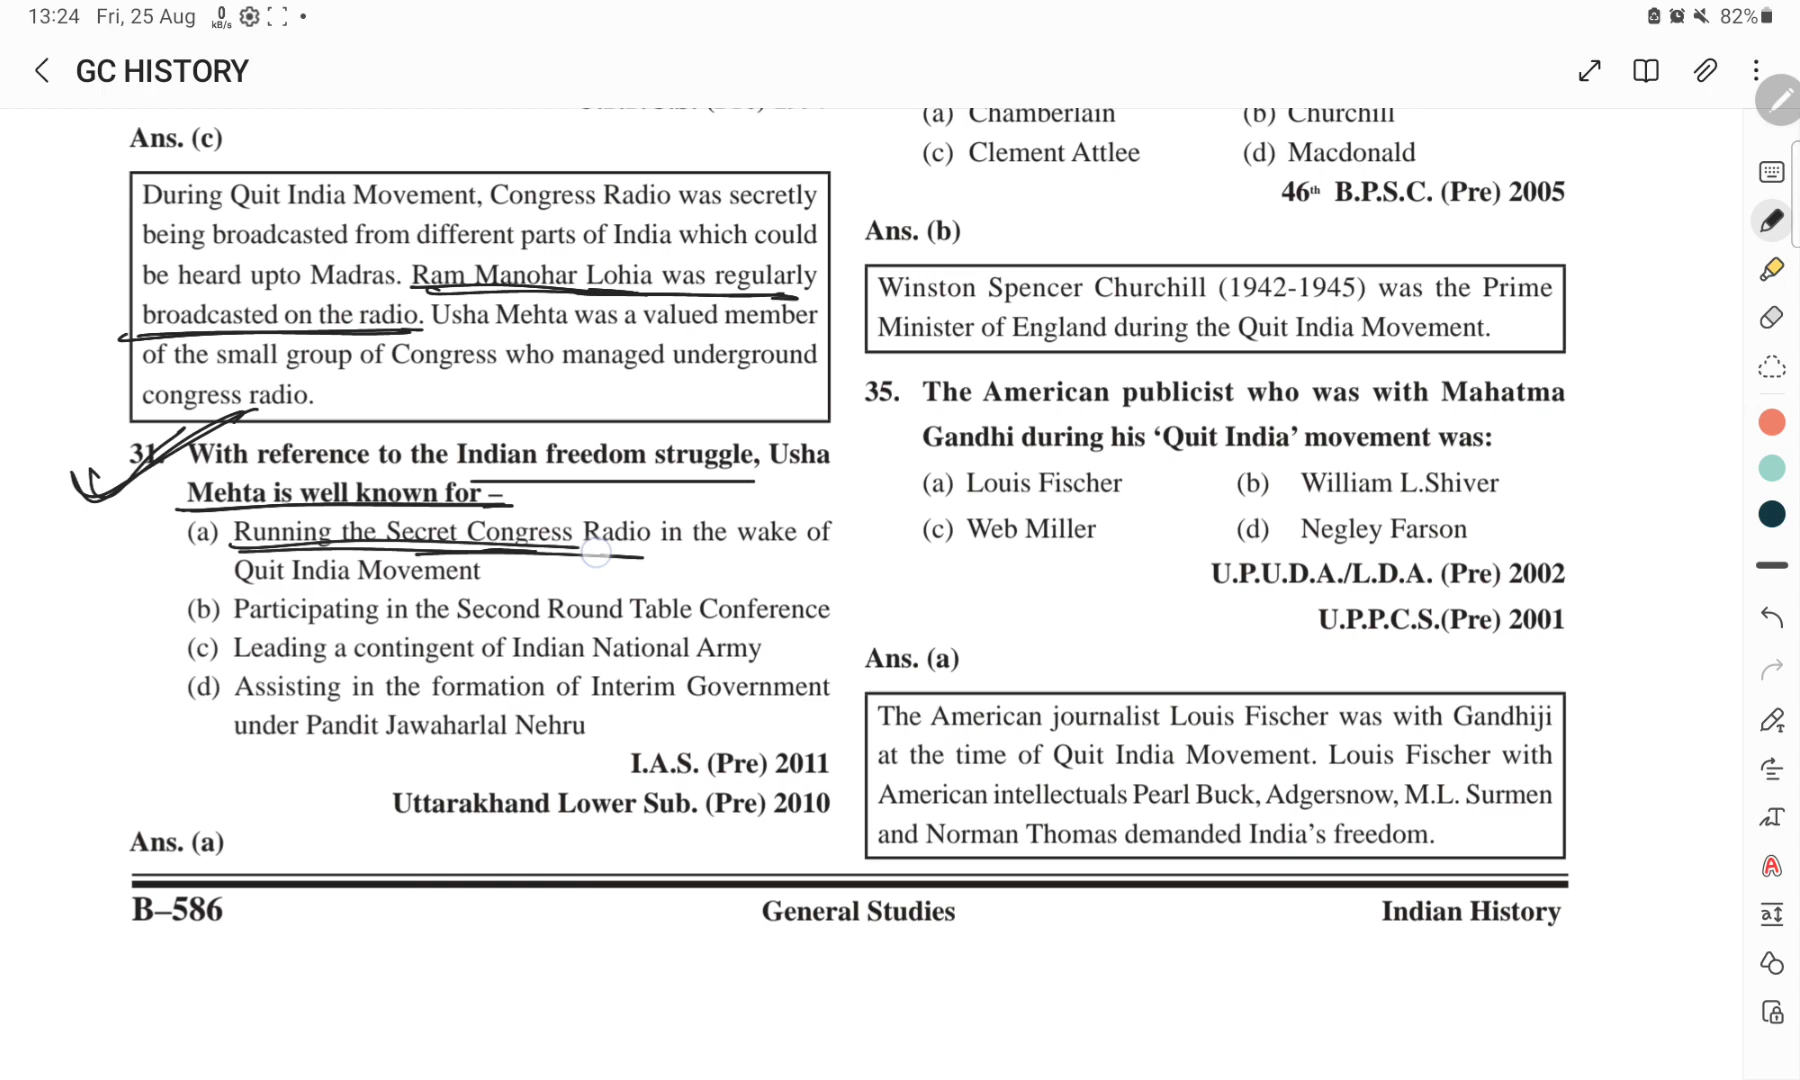 13:24 Fri, 25 Aug 0 kB/s 82%
GC HISTORY
Ans. (c)
During Quit India Movement, Congress Radio was secretly
being broadcasted from different parts of India which could
be heard upto Madras. Ram Manohar Lohia was regularly
broadcasted on the radio. Usha Mehta was a valued member
of the small group of Congress who managed underground
congress radio.
31. With reference to the Indian freedom struggle, Usha
Mehta is well known for –
(a) Running the Secret Congress Radio in the wake of
Quit India Movement
(b) Participating in the Second Round Table Conference
(c) Leading a contingent of Indian National Army
(d) Assisting in the formation of Interim Government
under Pandit Jawaharlal Nehru
I.A.S. (Pre) 2011
Uttarakhand Lower Sub. (Pre) 2010
Ans. (a)
(a) Chamberlain (b) Churchill
(c) Clement Attlee (d) Macdonald
46th B.P.S.C. (Pre) 2005
Ans. (b)
Winston Spencer Churchill (1942-1945) was the Prime
Minister of England during the Quit India Movement.
35. The American publicist who was with Mahatma
Gandhi during his ‘Quit India’ movement was:
(a) Louis Fischer (b) William L.Shiver
(c) Web Miller (d) Negley Farson
U.P.U.D.A./L.D.A. (Pre) 2002
U.P.P.C.S.(Pre) 2001
Ans. (a)
The American journalist Louis Fischer was with Gandhiji
at the time of Quit India Movement. Louis Fischer with
American intellectuals Pearl Buck, Adgersnow, M.L. Surmen
and Norman Thomas demanded India’s freedom.
B–586 General Studies Indian History